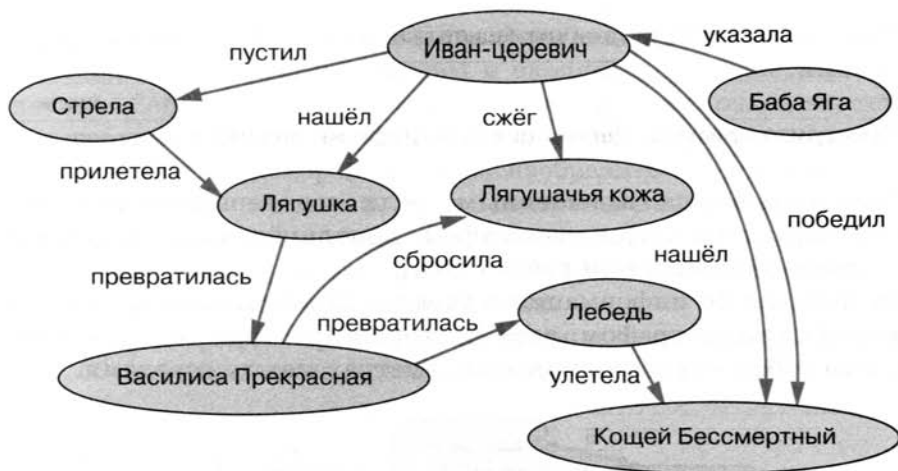 пустил
Иван-церевич
указала
Стрела
Баба Яга
нашёл
сжёг
прилетела
Лягушка
Лягушачья кожа
победил
превратилась
сбросила
нашёл
превратилась
Лебедь
Василиса Прекрасная
улетела
Кощей Бессмертный